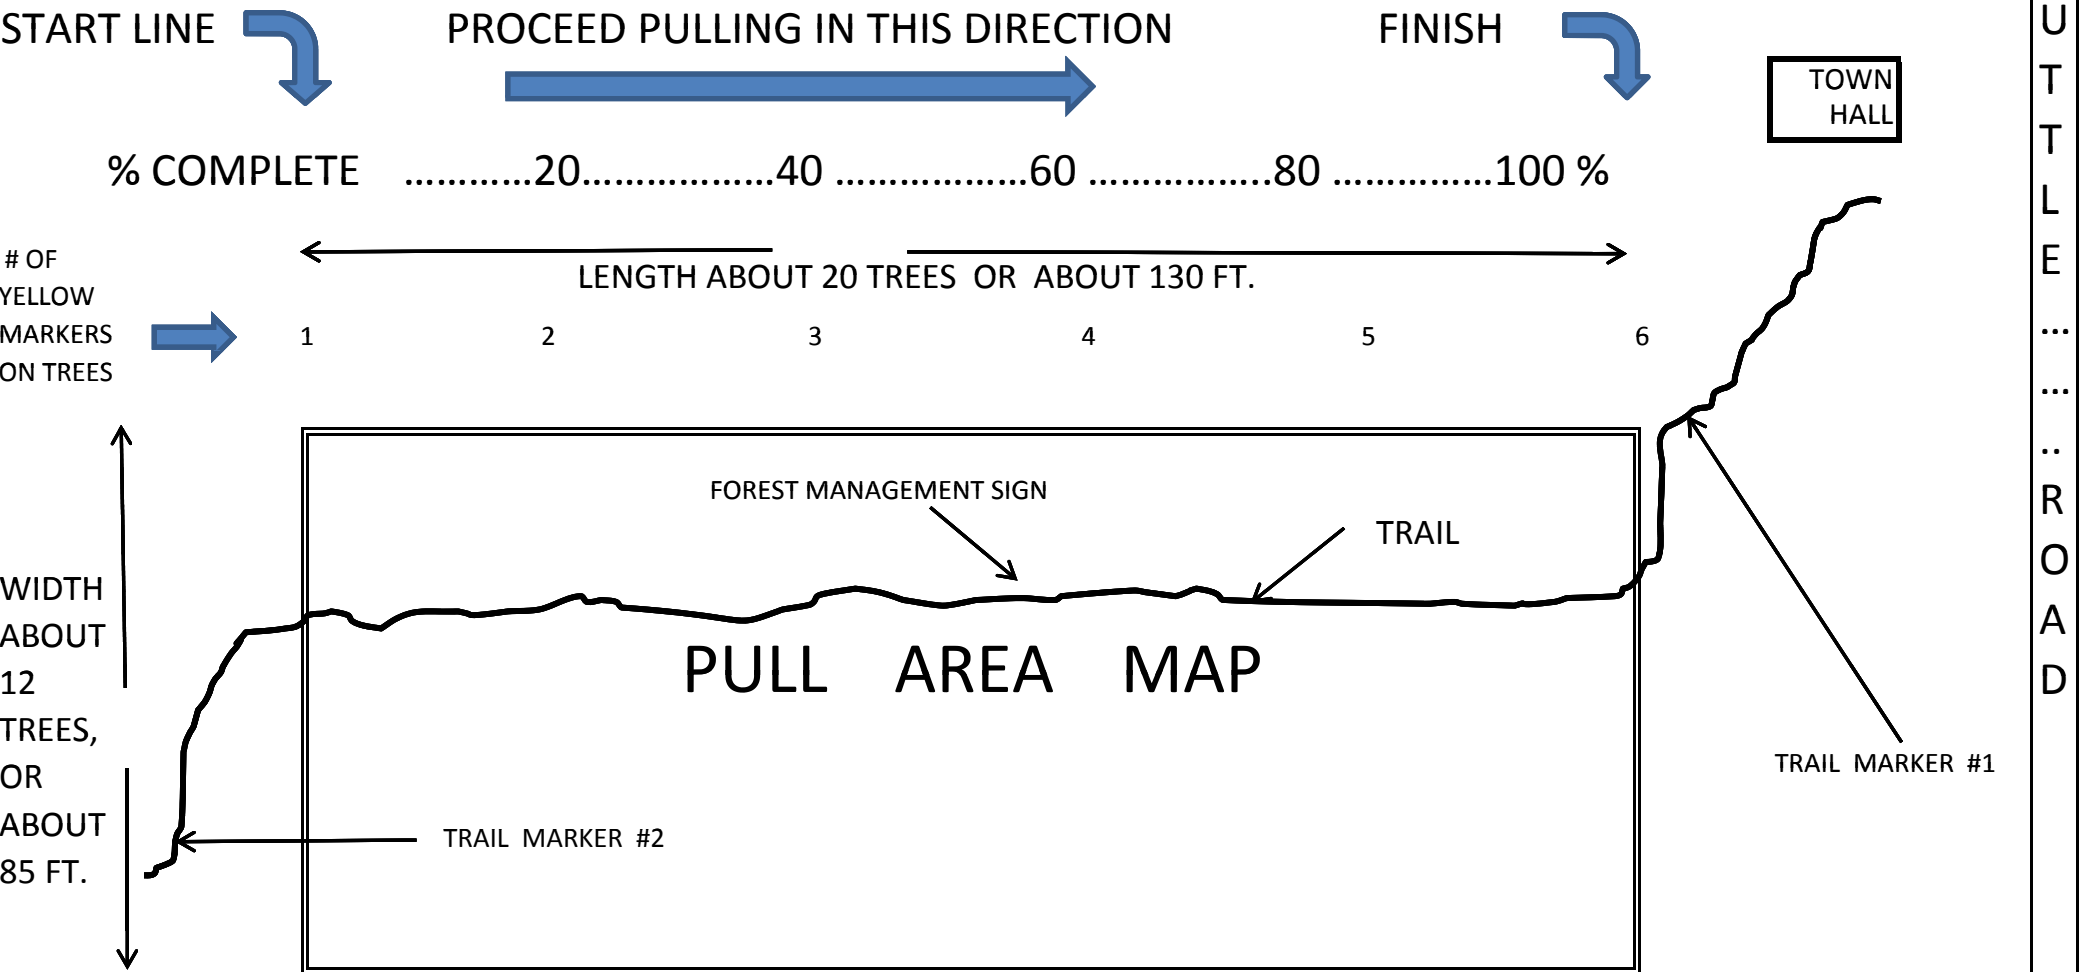 START LINE
PROCEED PULLING IN THIS DIRECTION
FINISH
TOWN
HALL
% COMPLETE …………20………………40 ………………..60 ……………….80 ……………100 %
LENGTH ABOUT 20 TREES OR ABOUT 130 FT.
# OF
YELLOW
MARKERS
ON TREES
1 2 3 4 5 6
FOREST MANAGEMENT SIGN
TRAIL
WIDTH
ABOUT
12
TREES,
OR
ABOUT
85 FT.
PULL AREA MAP
TRAIL MARKER #1
TRAIL MARKER #2
U
T
T
L
E
…
…
..
R
O
A
D